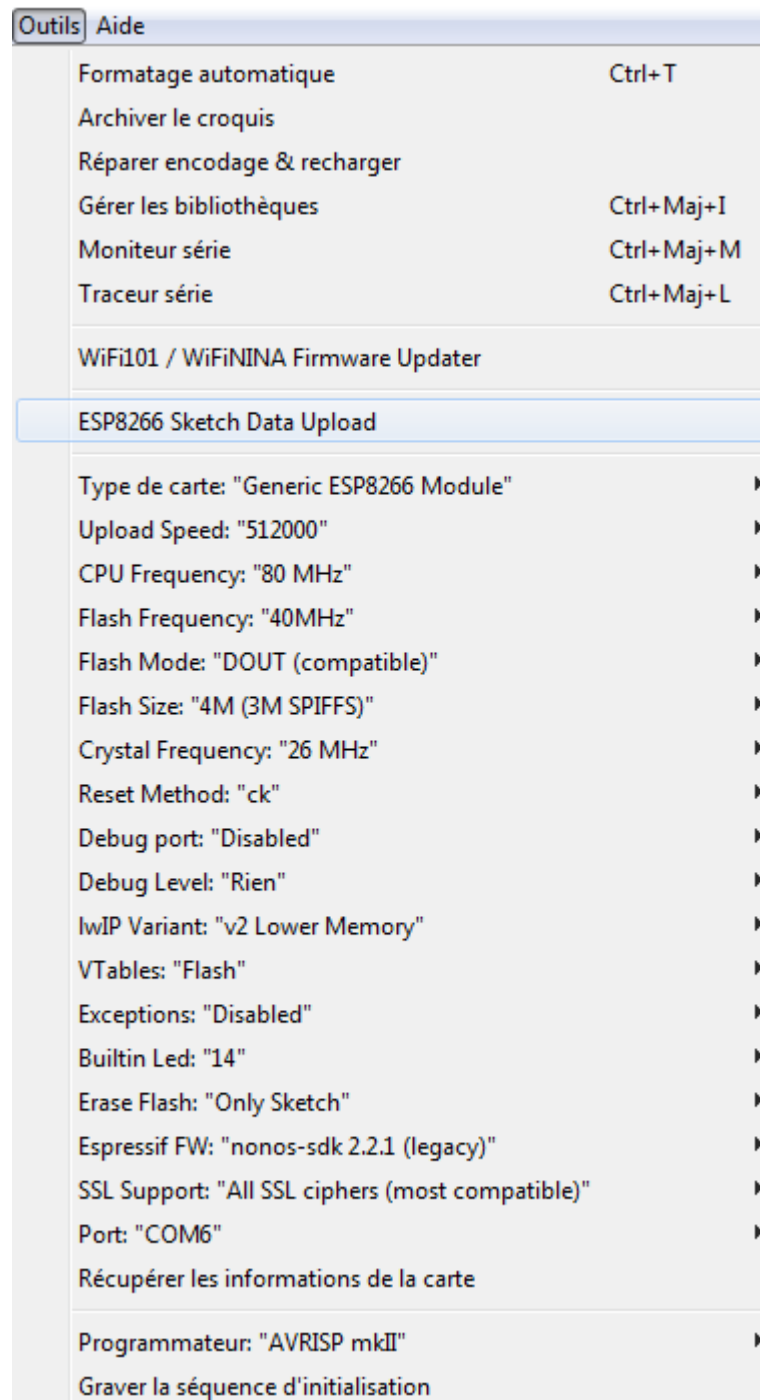 Outils Aide
Formatage automatique Ctrl+T
Archiver le croquis
Réparer encodage & recharger
Gérer les bibliothèques Ctrl+Maj+I
Moniteur série Ctrl+Maj+M
Traceur série Ctrl+Maj+L
WiFi101 / WiFiNINA Firmware Updater
ESP8266 Sketch Data Upload
Type de carte: "Generic ESP8266 Module"
Upload Speed: "512000"
CPU Frequency: "80 MHz"
Flash Frequency: "40MHz"
Flash Mode: "DOUT (compatible)"
Flash Size: "4M (3M SPIFFS)"
Crystal Frequency: "26 MHz"
Reset Method: "ck"
Debug port: "Disabled"
Debug Level: "Rien"
lwIP Variant: "v2 Lower Memory"
VTables: "Flash"
Exceptions: "Disabled"
Builtin Led: "14"
Erase Flash: "Only Sketch"
Espressif FW: "nonos-sdk 2.2.1 (legacy)"
SSL Support: "All SSL ciphers (most compatible)"
Port: "COM6"
Récupérer les informations de la carte
Programmateur: "AVRISP mkII"
Graver la séquence d'initialisation